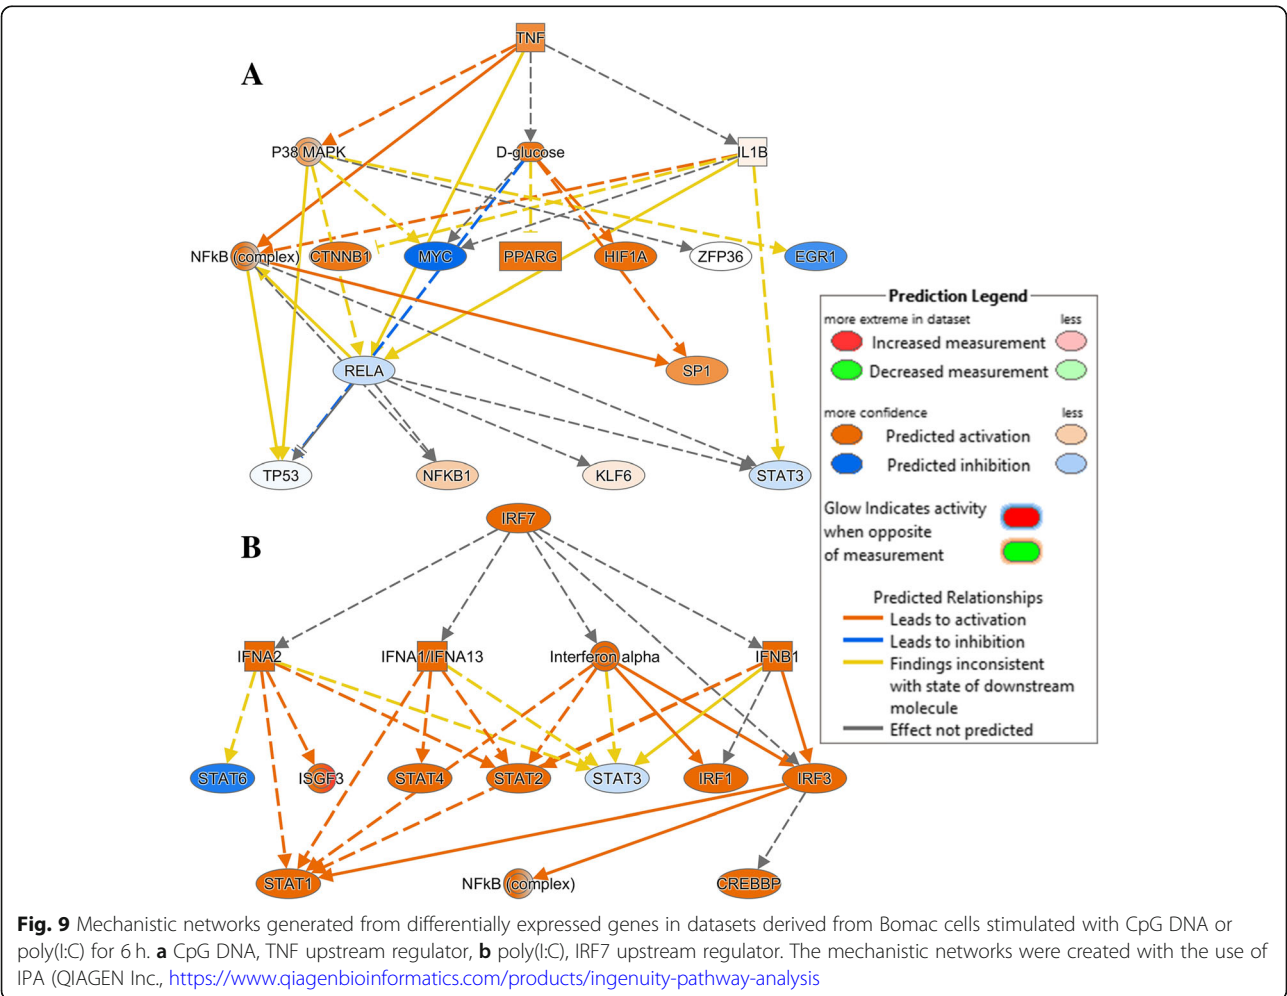 TNF
A
P38 MAPK
D-glucose
IL1B
NFkB (complex)
CTNNB1
MYC
PPARG
HIF1A
ZFP36
EGR1
RELA
SP1
TP53
NFKB1
KLF6
STAT3
Prediction Legend
more extreme in dataset
less
Increased measurement
Decreased measurement
more confidence
less
Predicted activation
Predicted inhibition
Glow Indicates activity
when opposite
of measurement
Predicted Relationships
Leads to activation
Leads to inhibition
Findings inconsistent
with state of downstream
molecule
Effect not predicted
IRF7
B
IFNA2
IFNA1/IFNA13
Interferon alpha
IFNB1
STAT6
ISGF3
STAT4
STAT2
STAT3
IRF1
IRF3
STAT1
NFkB (complex)
CREBBP
Fig. 9 Mechanistic networks generated from differentially expressed genes in datasets derived from Bomac cells stimulated with CpG DNA or
poly(I:C) for 6 h. a CpG DNA, TNF upstream regulator, b poly(I:C), IRF7 upstream regulator. The mechanistic networks were created with the use of
IPA (QIAGEN Inc., https://www.qiagenbioinformatics.com/products/ingenuity-pathway-analysis